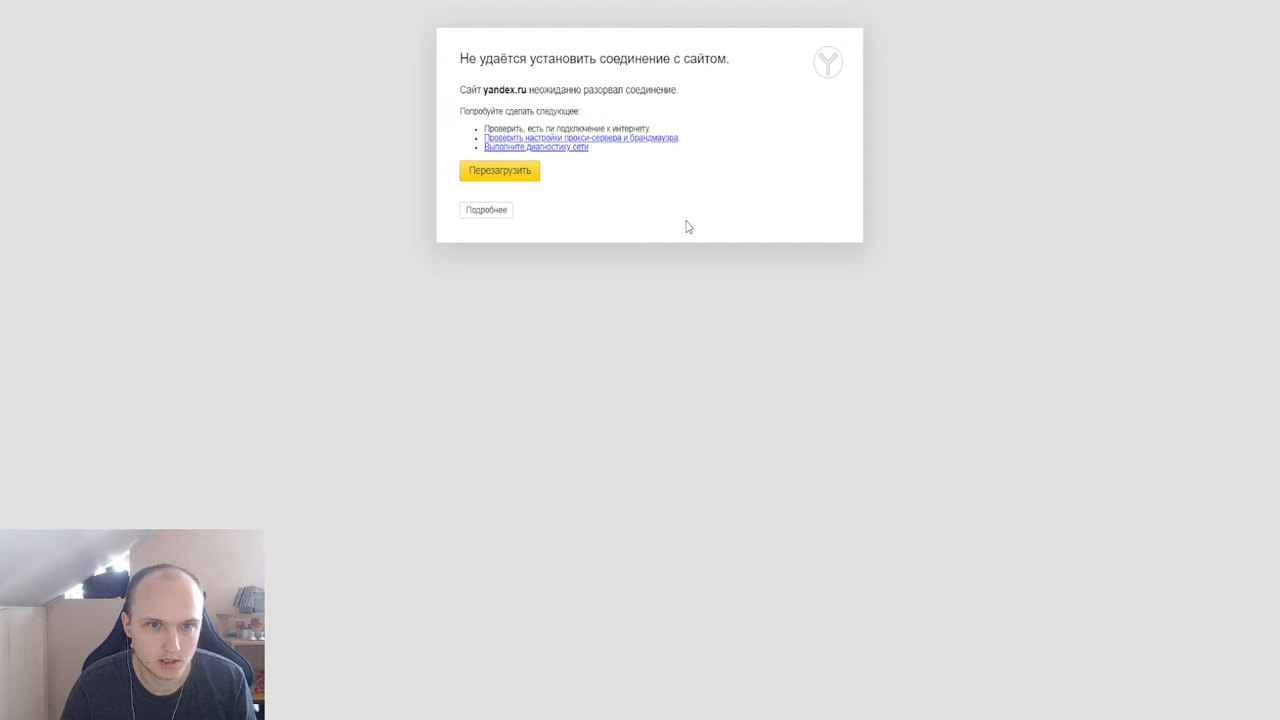 Не удаётся установить соединение с сайтом.
Сайт yandex.ru неожиданно разорвал соединение.
Попробуйте сделать следующее:
Проверить, есть ли подключение к интернету.
Проверить настройки прокси-сервера и брандмауэра.
Выполните диагностику сети
Перезагрузить
Подробнее